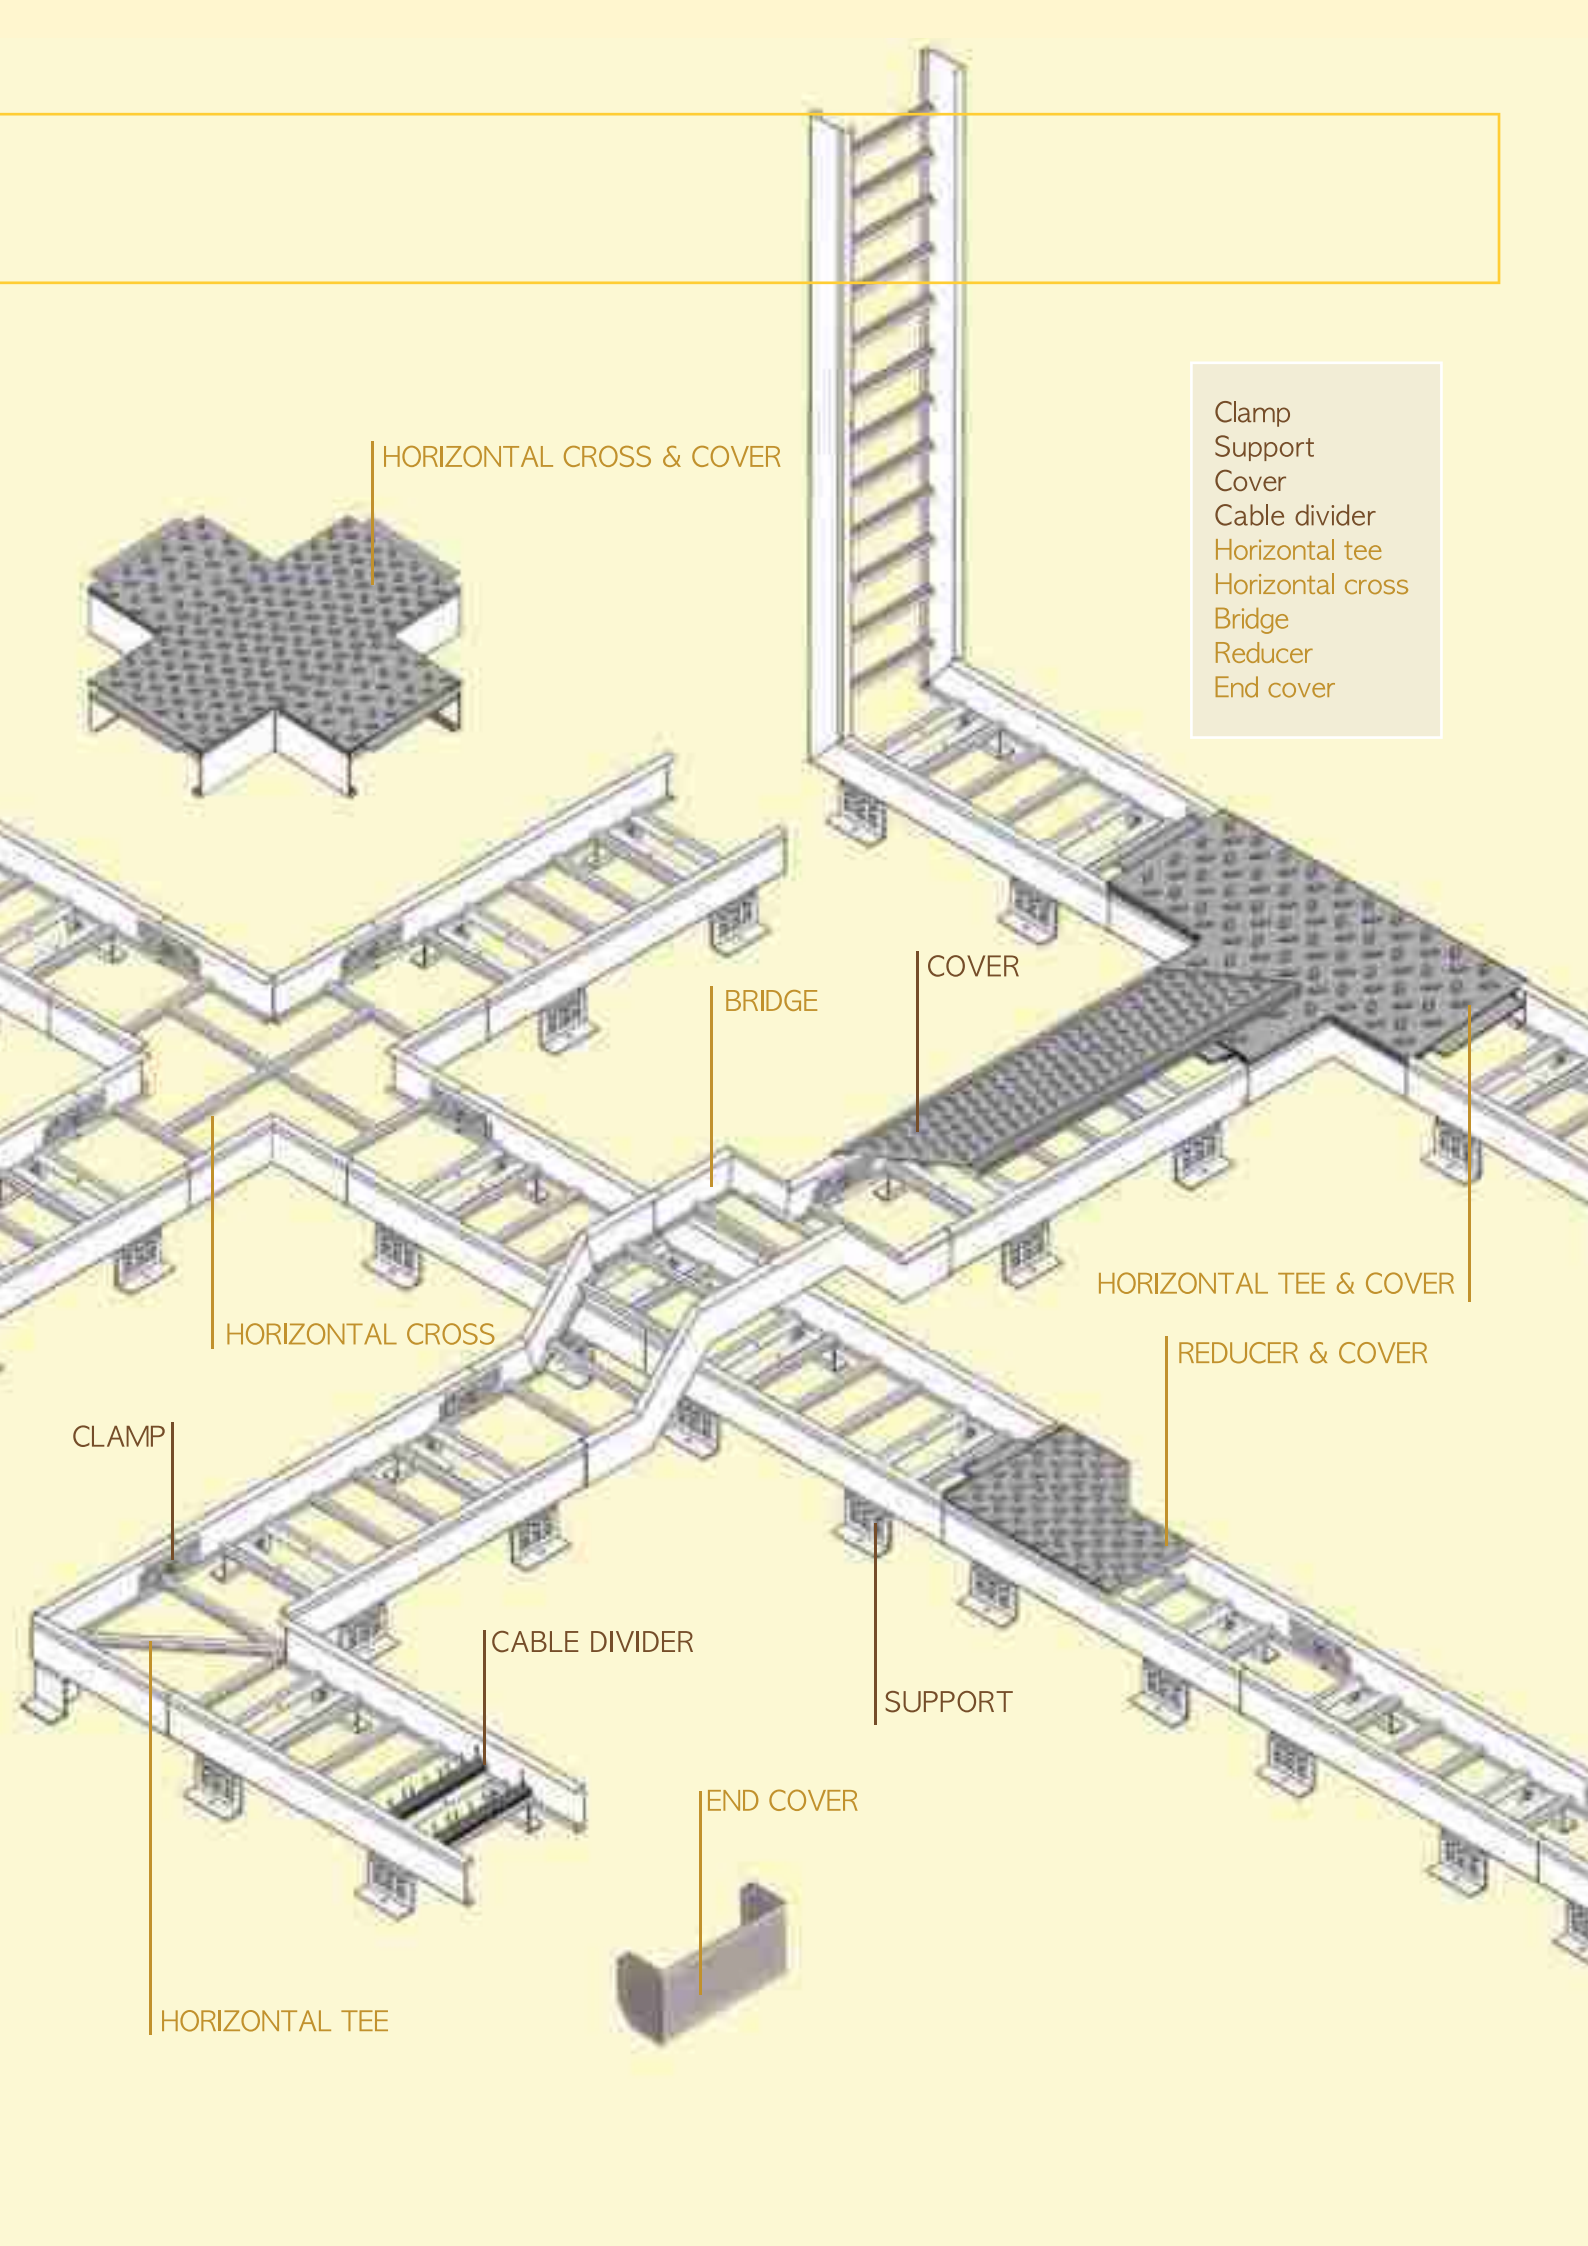 Clamp
Support
Cover
Cable divider
Horizontal tee
Horizontal cross
Bridge
Reducer
End cover
HORIZONTAL CROSS & COVER
COVER
BRIDGE
HORIZONTAL TEE & COVER
HORIZONTAL CROSS
REDUCER & COVER
CLAMP
CABLE DIVIDER
SUPPORT
END COVER
HORIZONTAL TEE